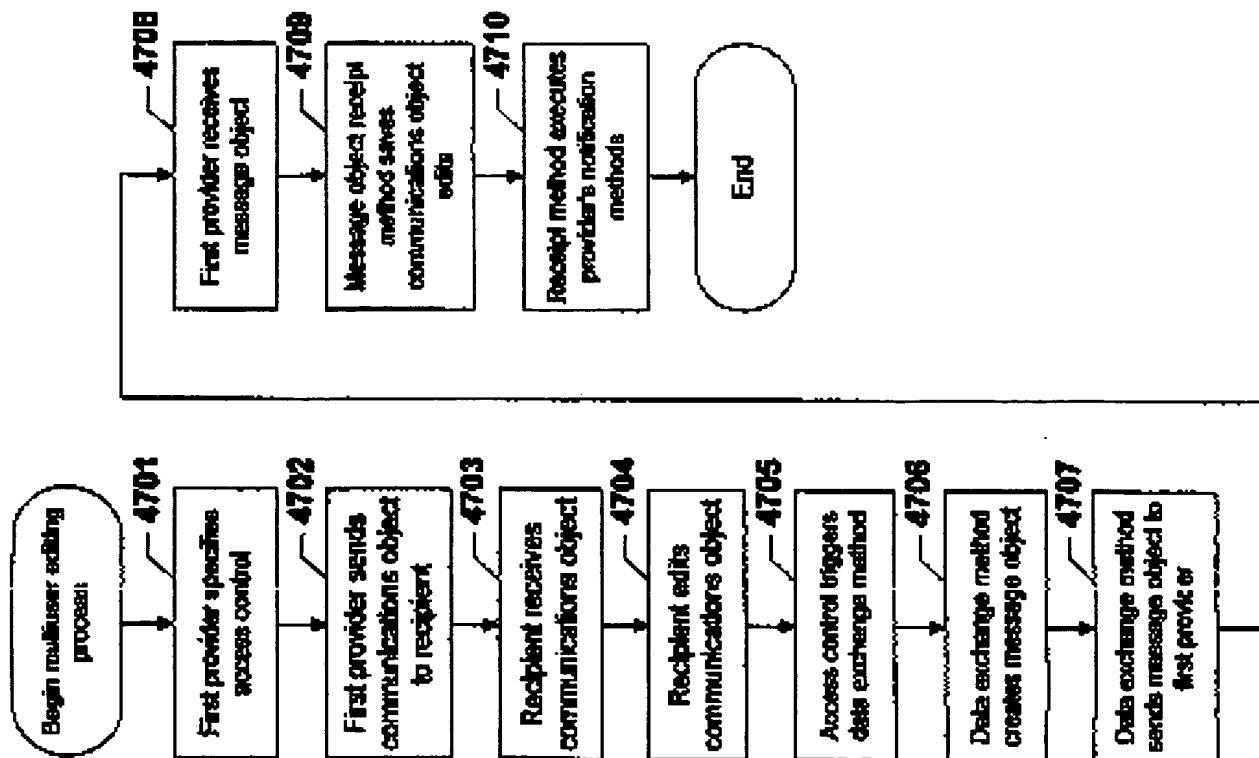 Begin multiuser editing
process
4701
First provider specifies
access control
4702
First provider sends
communications object
to recipient
4703
Recipient receives
communications object
4704
Recipient edits
communications object
4705
Access control triggers
data exchange method
4706
Data exchange method
creates message object
4707
Data exchange method
sends message object to
first provider
4708
First provider receives
message object
4709
Message object receipt
method saves
communications object
edits
4710
Receipt method executes
provider's notification
methods
End